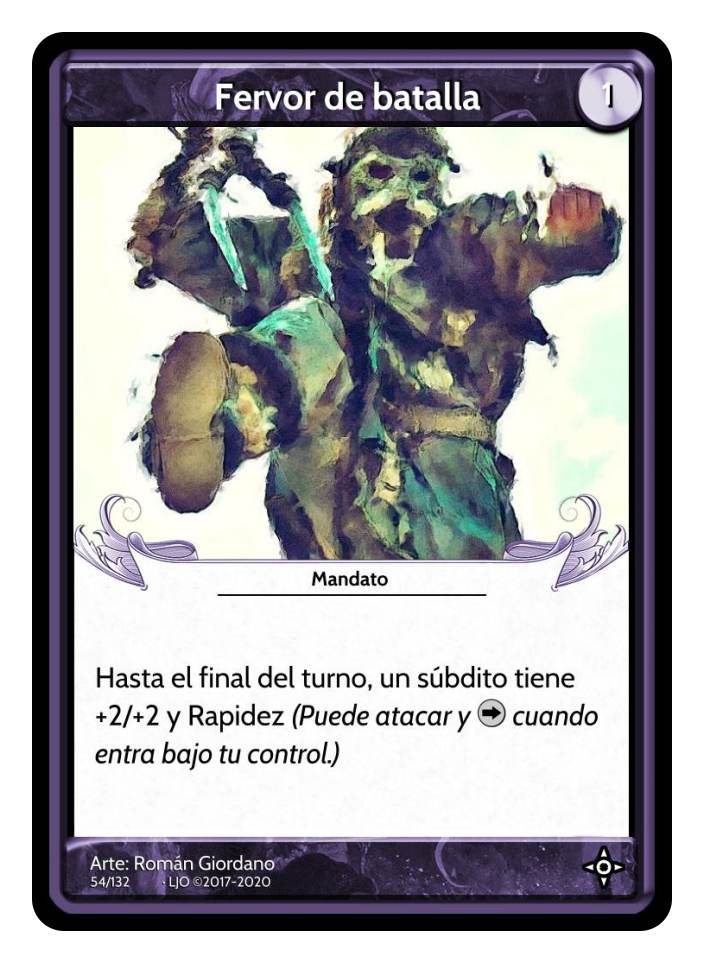 Fervor de batalla
1
Mandato
Hasta el final del turno, un súbdito tiene
+2/+2 y Rapidez (Puede atacar y ➡ cuando
entra bajo tu control.)
Arte: Román Giordano
54/132 · LJO ©2017-2020